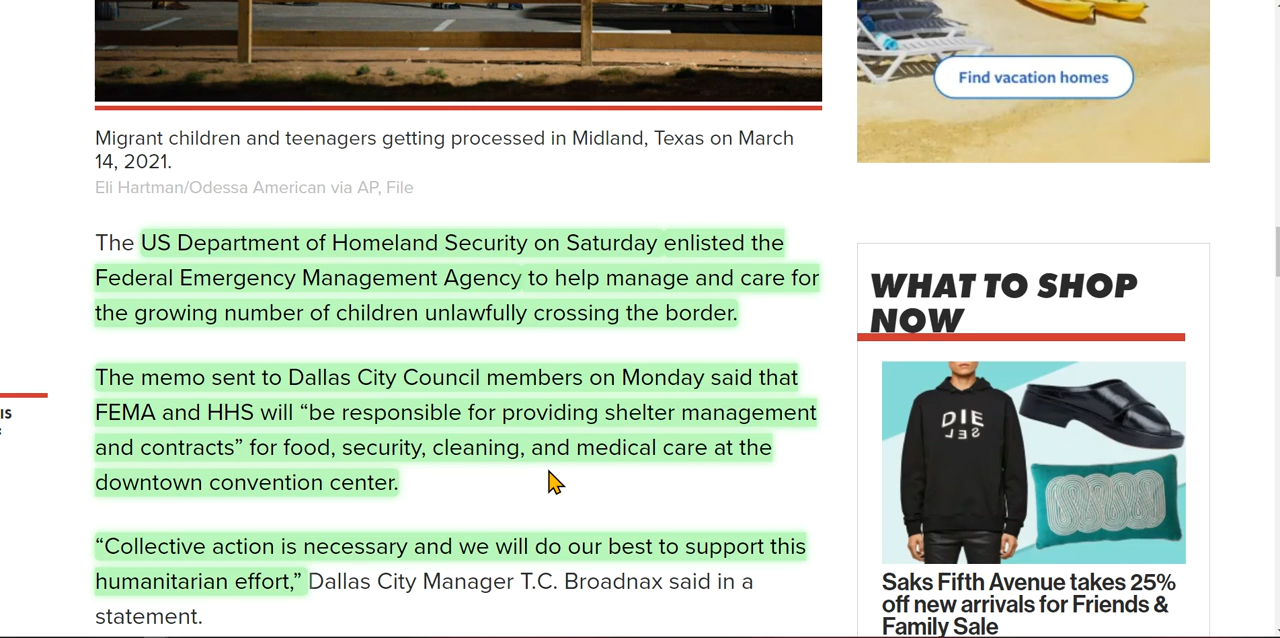 Migrant children and teenagers getting processed in Midland, Texas on March
14, 2021.
Eli Hartman/Odessa American via AP, File
The US Department of Homeland Security on Saturday enlisted the
Federal Emergency Management Agency to help manage and care for
the growing number of children unlawfully crossing the border.
The memo sent to Dallas City Council members on Monday said that
FEMA and HHS will “be responsible for providing shelter management
and contracts” for food, security, cleaning, and medical care at the
downtown convention center.
“Collective action is necessary and we will do our best to support this
humanitarian effort,” Dallas City Manager T.C. Broadnax said in a
statement.
IS
Find vacation homes
WHAT TO SHOP
NOW
DIE
SEL
Saks Fifth Avenue takes 25%
off new arrivals for Friends &
Family Sale